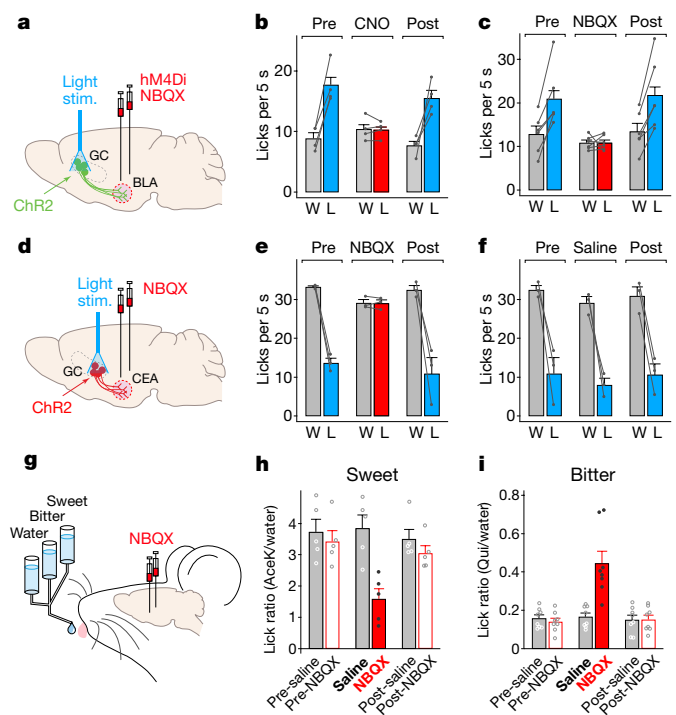 a
Light
stim.
hM4Di
NBQX
GC
BLA
ChR2
b
Pre
CNO
Post
Licks per 5 s
20
10
0
W L
W L
W L
c
Pre
NBQX
Post
Licks per 5 s
30
20
10
0
W L
W L
W L
d
Light
stim.
NBQX
GC
CEA
ChR2
e
Pre
NBQX
Post
Licks per 5 s
30
20
10
0
W L
W L
W L
f
Pre
Saline
Post
Licks per 5 s
30
20
10
0
W L
W L
W L
g
Sweet
Bitter
Water
NBQX
h
Sweet
Lick ratio (AceK/water)
4
3
2
1
0
Pre-saline
Pre-NBQX
Saline
NBQX
Post-saline
Post-NBQX
i
Bitter
Lick ratio (Qui/water)
0.8
0.6
0.4
0.2
0
Pre-saline
Pre-NBQX
Saline
NBQX
Post-saline
Post-NBQX